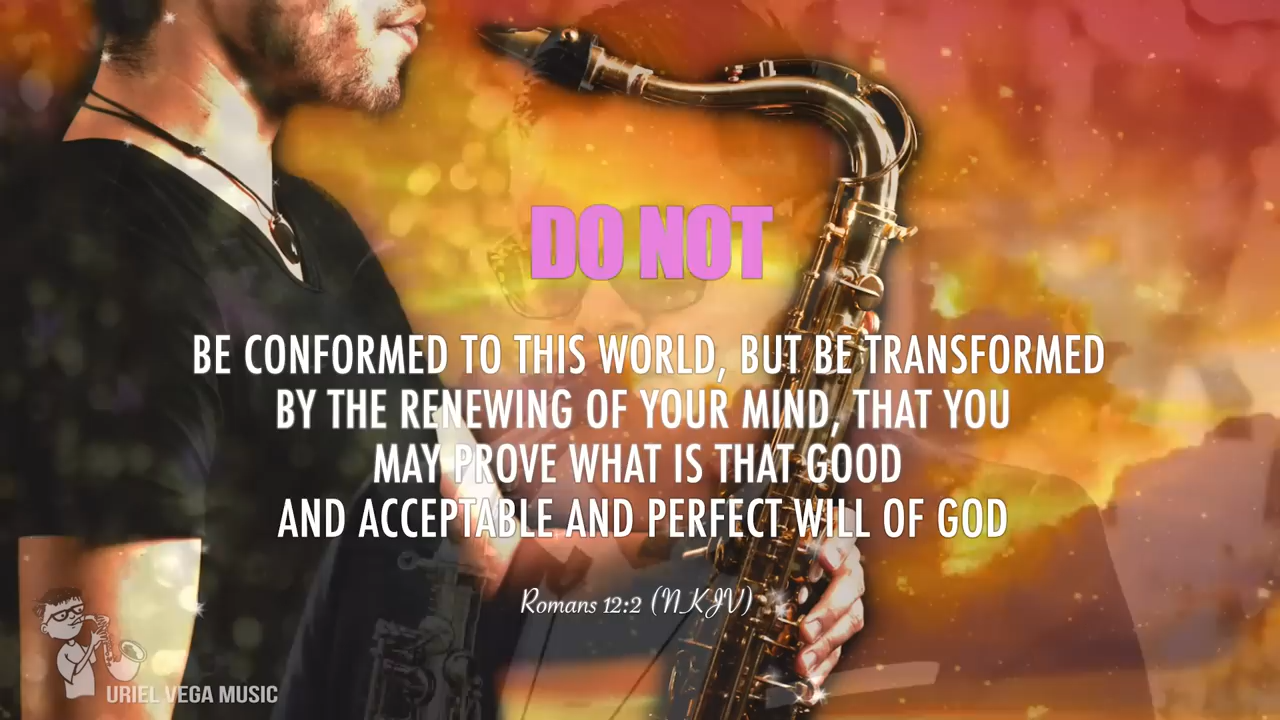 DO NOT
BE CONFORMED TO THIS WORLD, BUT BE TRANSFORMED
BY THE RENEWING OF YOUR MIND, THAT YOU
MAY PROVE WHAT IS THAT GOOD
AND ACCEPTABLE AND PERFECT WILL OF GOD
Romans 12:2 (NKJV)
URIEL VEGA MUSIC